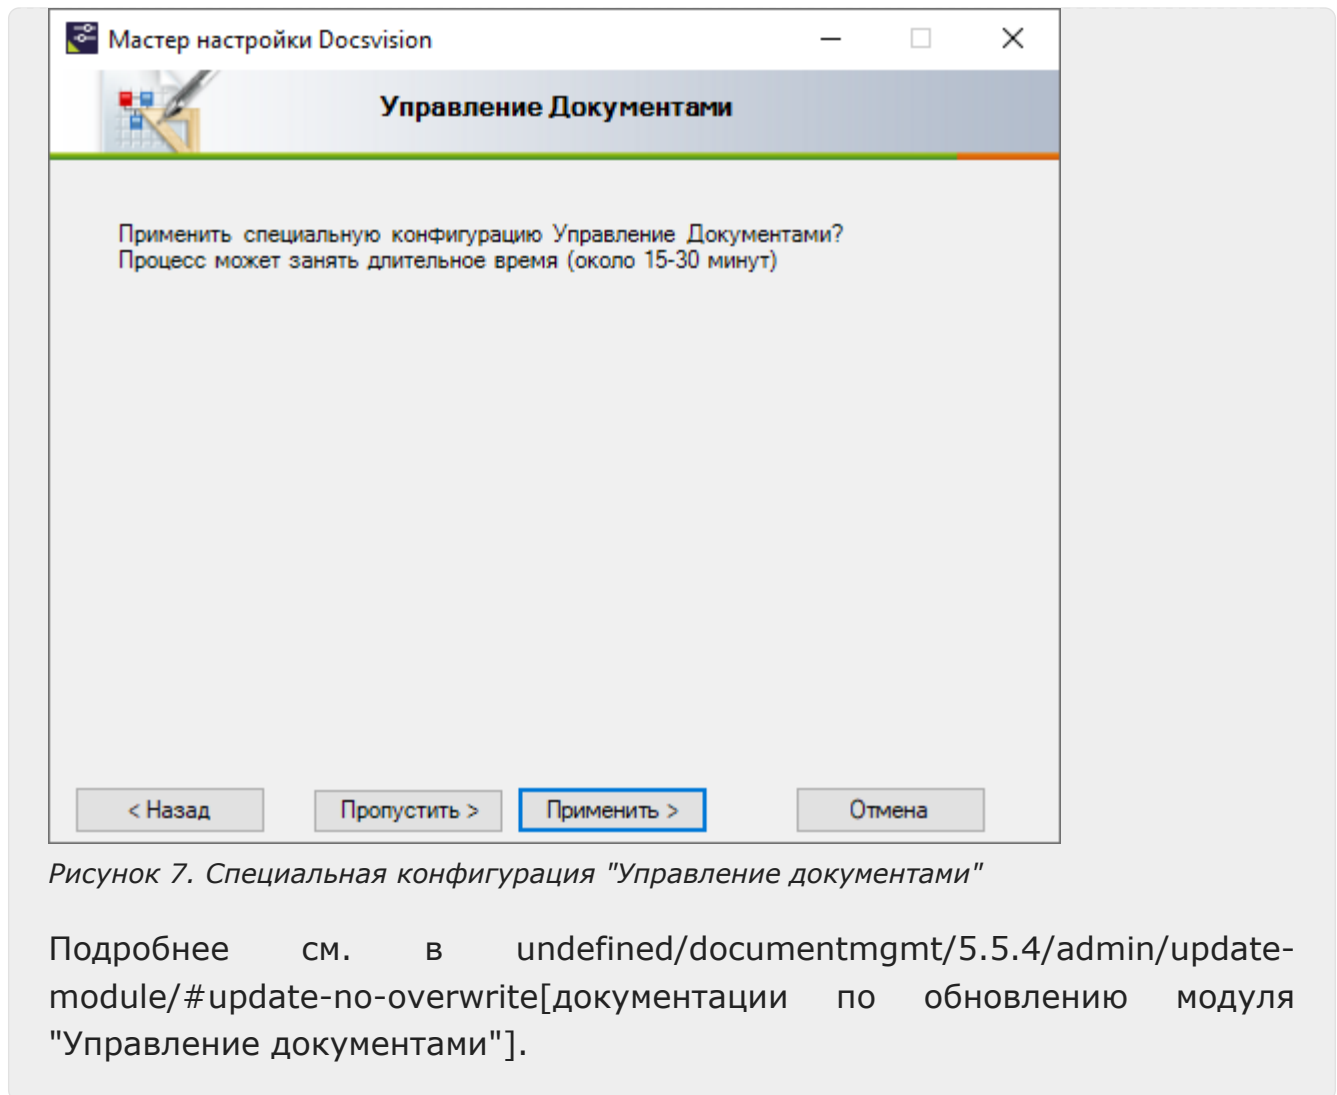 Мастер настройки Docsvision
Управление Документами
Применить специальную конфигурацию Управление Документами?
Процесс может занять длительное время (около 15-30 минут)
< Назад
Пропустить >
Применить >
Отмена
Рисунок 7. Специальная конфигурация "Управление документами"
Подробнее см. в undefined/documentmgmt/5.5.4/admin/update-
module/#update-no-overwrite[документации по обновлению модуля
"Управление документами"].